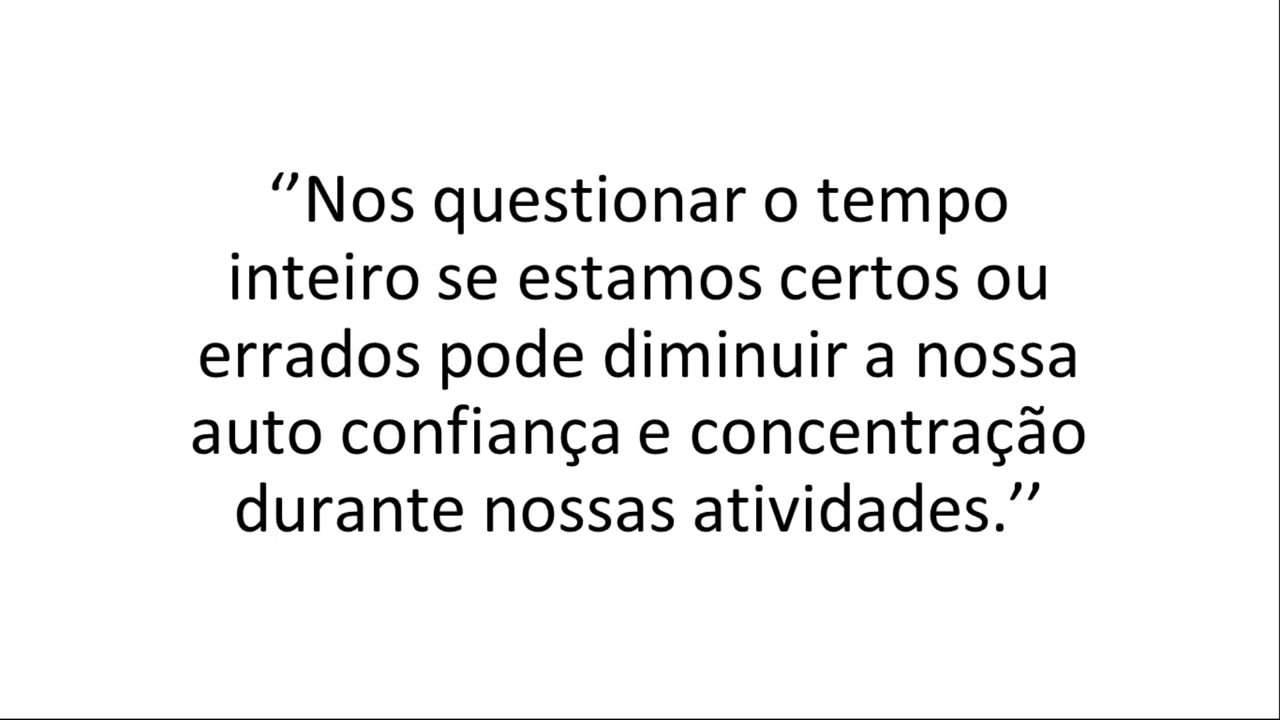 ‘’Nos questionar o tempo
inteiro se estamos certos ou
errados pode diminuir a nossa
auto confiança e concentração
durante nossas atividades.’’